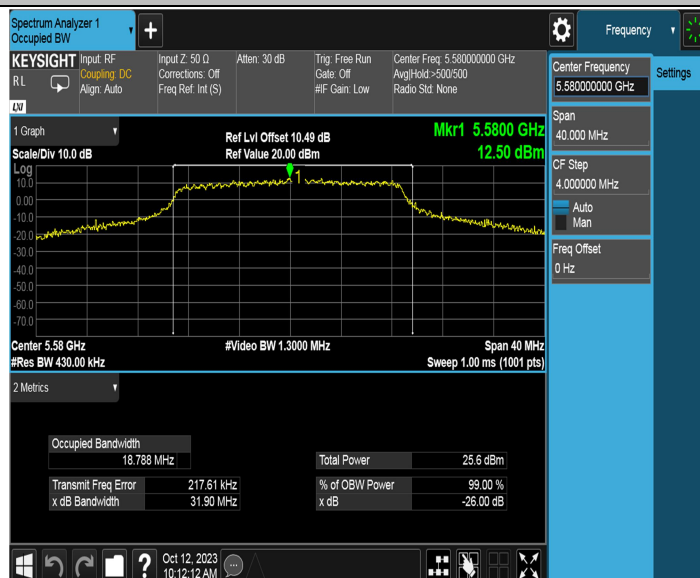 Spectrum Analyzer 1
Occupied BW
+
Frequency
KEYSIGHT
RL
LXI
Input: RF
Coupling: DC
Align: Auto
Input Z: 50 Ω
Corrections: Off
Freq Ref: Int (S)
Atten: 30 dB
Trig: Free Run
Gate: Off
#IF Gain: Low
Center Freq: 5.580000000 GHz
Avg|Hold:>500/500
Radio Std: None
Center Frequency
5.580000000 GHz
Settings
Span
40.000 MHz
CF Step
4.000000 MHz
Auto
Man
Freq Offset
0 Hz
1 Graph
Scale/Div 10.0 dB
Ref Lvl Offset 10.49 dB
Ref Value 20.00 dBm
Mkr1 5.5800 GHz
12.50 dBm
Log
1
10.0
0.00
-10.0
-20.0
-30.0
-40.0
-50.0
-60.0
-70.0
Center 5.58 GHz
#Video BW 1.3000 MHz
Span 40 MHz
#Res BW 430.00 kHz
Sweep 1.00 ms (1001 pts)
2 Metrics
Occupied Bandwidth
18.788 MHz
Total Power 25.6 dBm
Transmit Freq Error 217.61 kHz
% of OBW Power 99.00 %
x dB Bandwidth 31.90 MHz
x dB -26.00 dB
?
Oct 12, 2023
10:12:12 AM